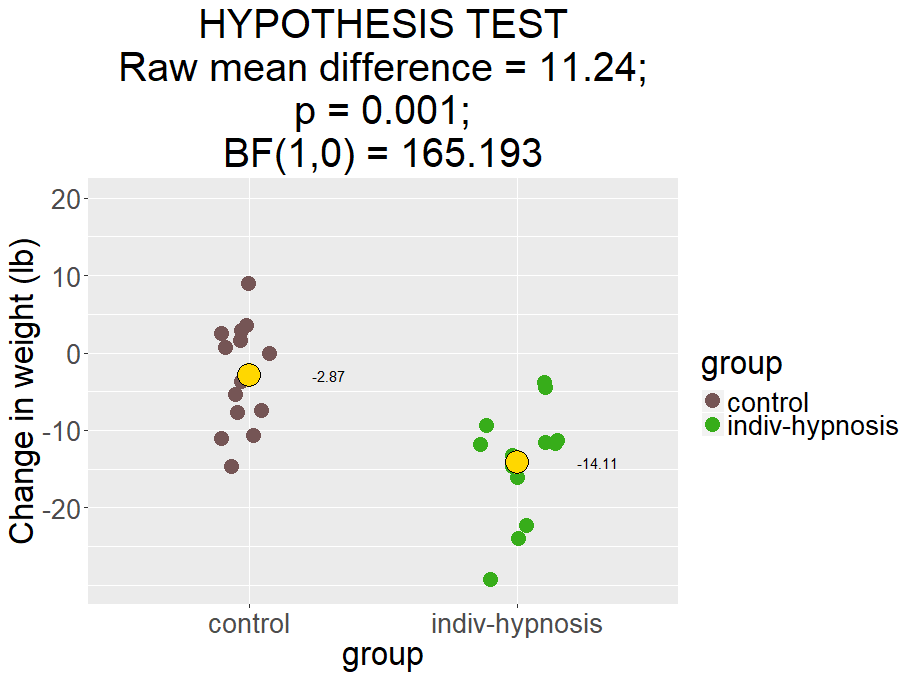 HYPOTHESIS TEST
Raw mean difference = 11.24;
p = 0.001;
BF(1,0) = 165.193
Change in weight (lb)
20
10
0
-10
-20
-2.87
-14.11
control
indiv-hypnosis
group
group
control
indiv-hypnosis